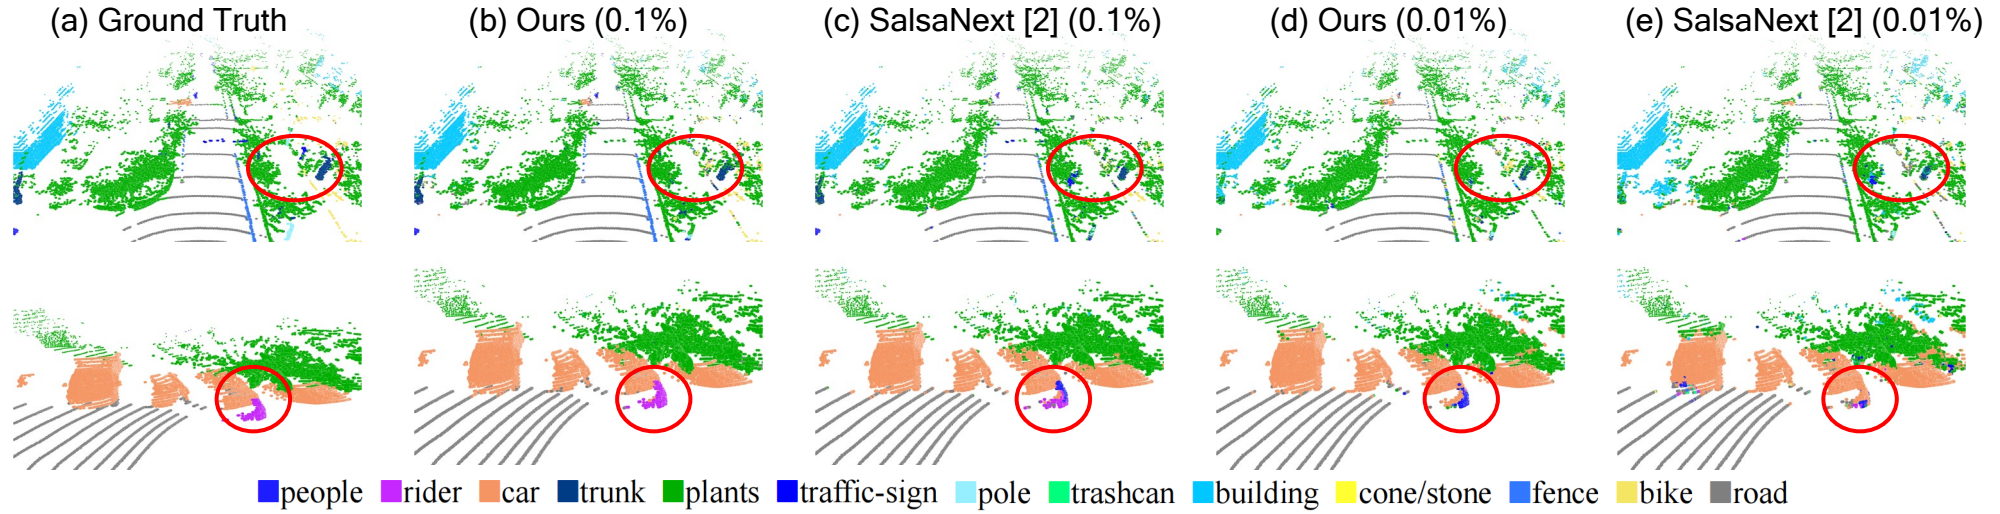 (a) Ground Truth (b) Ours (0.1%) (c) SalsaNext [2] (0.1%) (d) Ours (0.01%) (e) SalsaNext [2] (0.01%)
people rider car trunk plants traffic-sign pole trashcan building cone/stone fence bike road